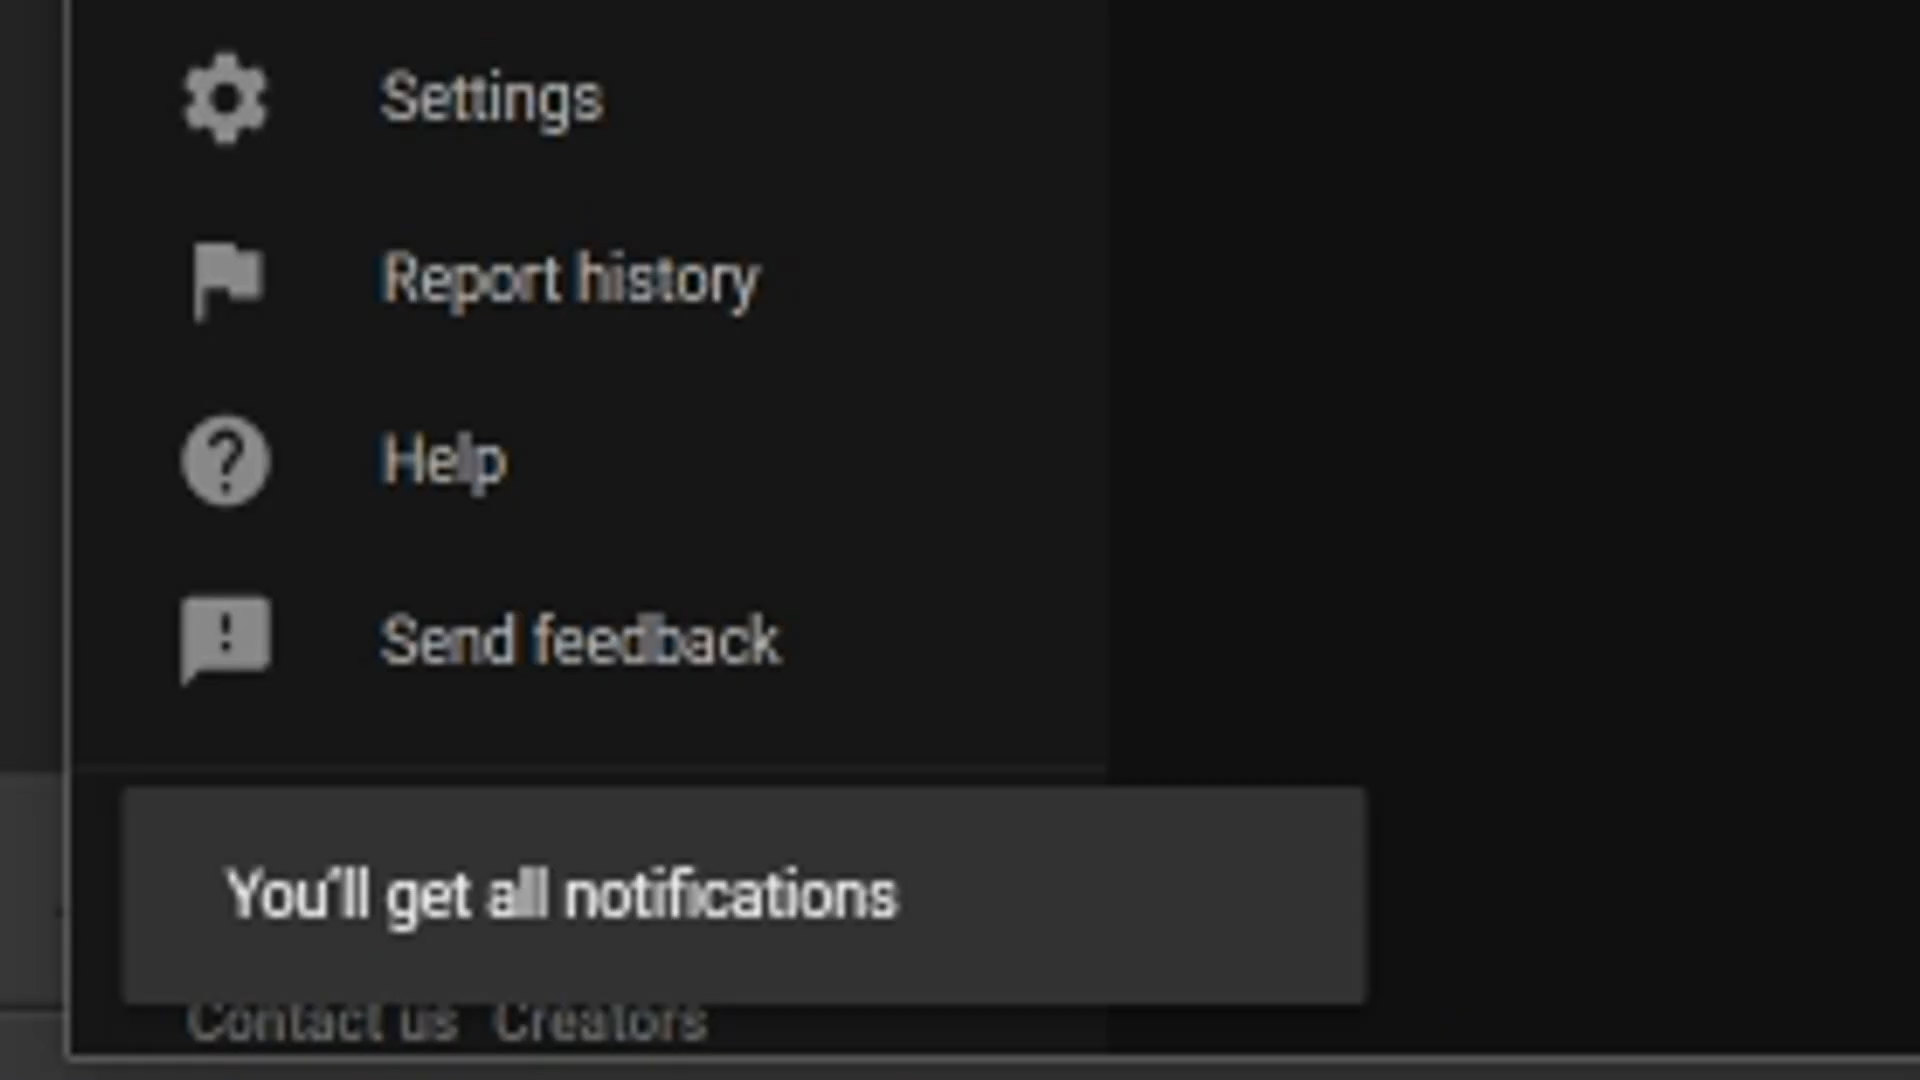 Settings
Report history
Help
Send feedback
You'll get all notifications
Contact us Creators